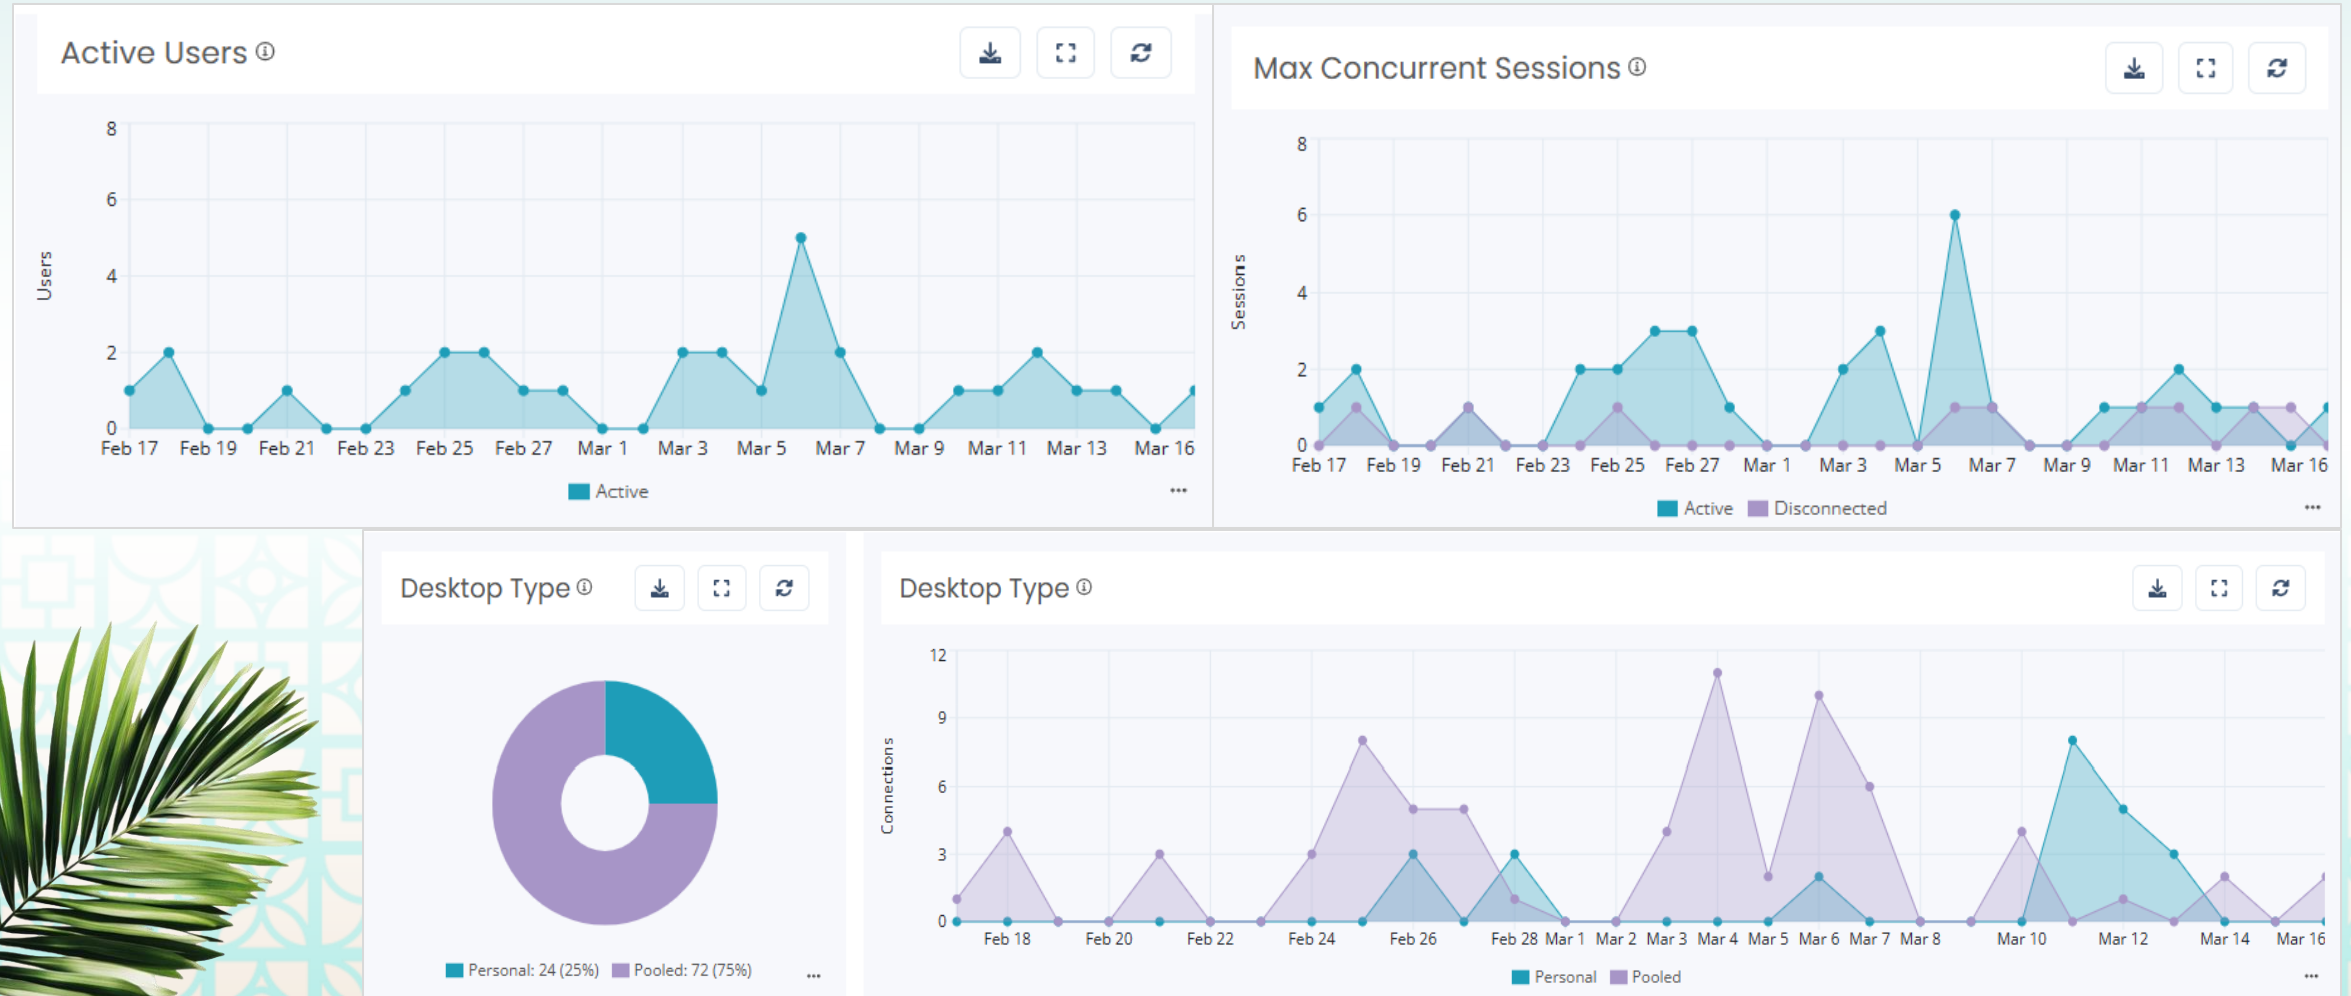 Active Users
8
6
4
2
0
Users
Feb 17 Feb 19 Feb 21 Feb 23 Feb 25 Feb 27 Mar 1 Mar 3 Mar 5 Mar 7 Mar 9 Mar 11 Mar 13 Mar 16
Active
Max Concurrent Sessions
8
6
4
2
0
Sessions
Feb 17 Feb 19 Feb 21 Feb 23 Feb 25 Feb 27 Mar 1 Mar 3 Mar 5 Mar 7 Mar 9 Mar 11 Mar 13 Mar 16
Active Disconnected
Desktop Type
Personal: 24 (25%) Pooled: 72 (75%)
Desktop Type
12
9
6
3
0
Connections
Feb 18 Feb 20 Feb 22 Feb 24 Feb 26 Feb 28 Mar 1 Mar 2 Mar 3 Mar 4 Mar 5 Mar 6 Mar 7 Mar 8 Mar 10 Mar 12 Mar 14 Mar 16
Personal Pooled